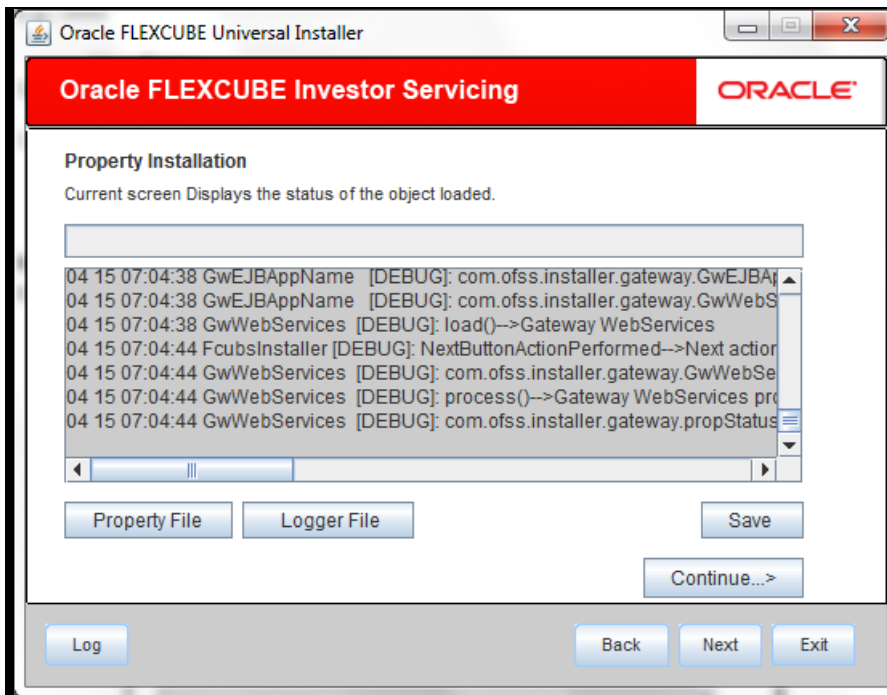 Oracle FLEXCUBE Universal Installer
Oracle FLEXCUBE Investor Servicing
ORACLE
Property Installation
Current screen Displays the status of the object loaded.
04 15 07:04:38 GwEJBAppName [DEBUG]: com.ofss.installer.gateway.GwEJBAp
04 15 07:04:38 GwEJBAppName [DEBUG]: com.ofss.installer.gateway.GwWebS
04 15 07:04:38 GwWebServices [DEBUG]: load()-->Gateway WebServices
04 15 07:04:44 FcubsInstaller [DEBUG]: NextButtonActionPerformed-->Next action
04 15 07:04:44 GwWebServices [DEBUG]: com.ofss.installer.gateway.GwWebSe
04 15 07:04:44 GwWebServices [DEBUG]: process()-->Gateway WebServices pro
04 15 07:04:44 GwWebServices [DEBUG]: com.ofss.installer.gateway.propStatus
Property File Logger File Save
Continue...>
Log Back Next Exit